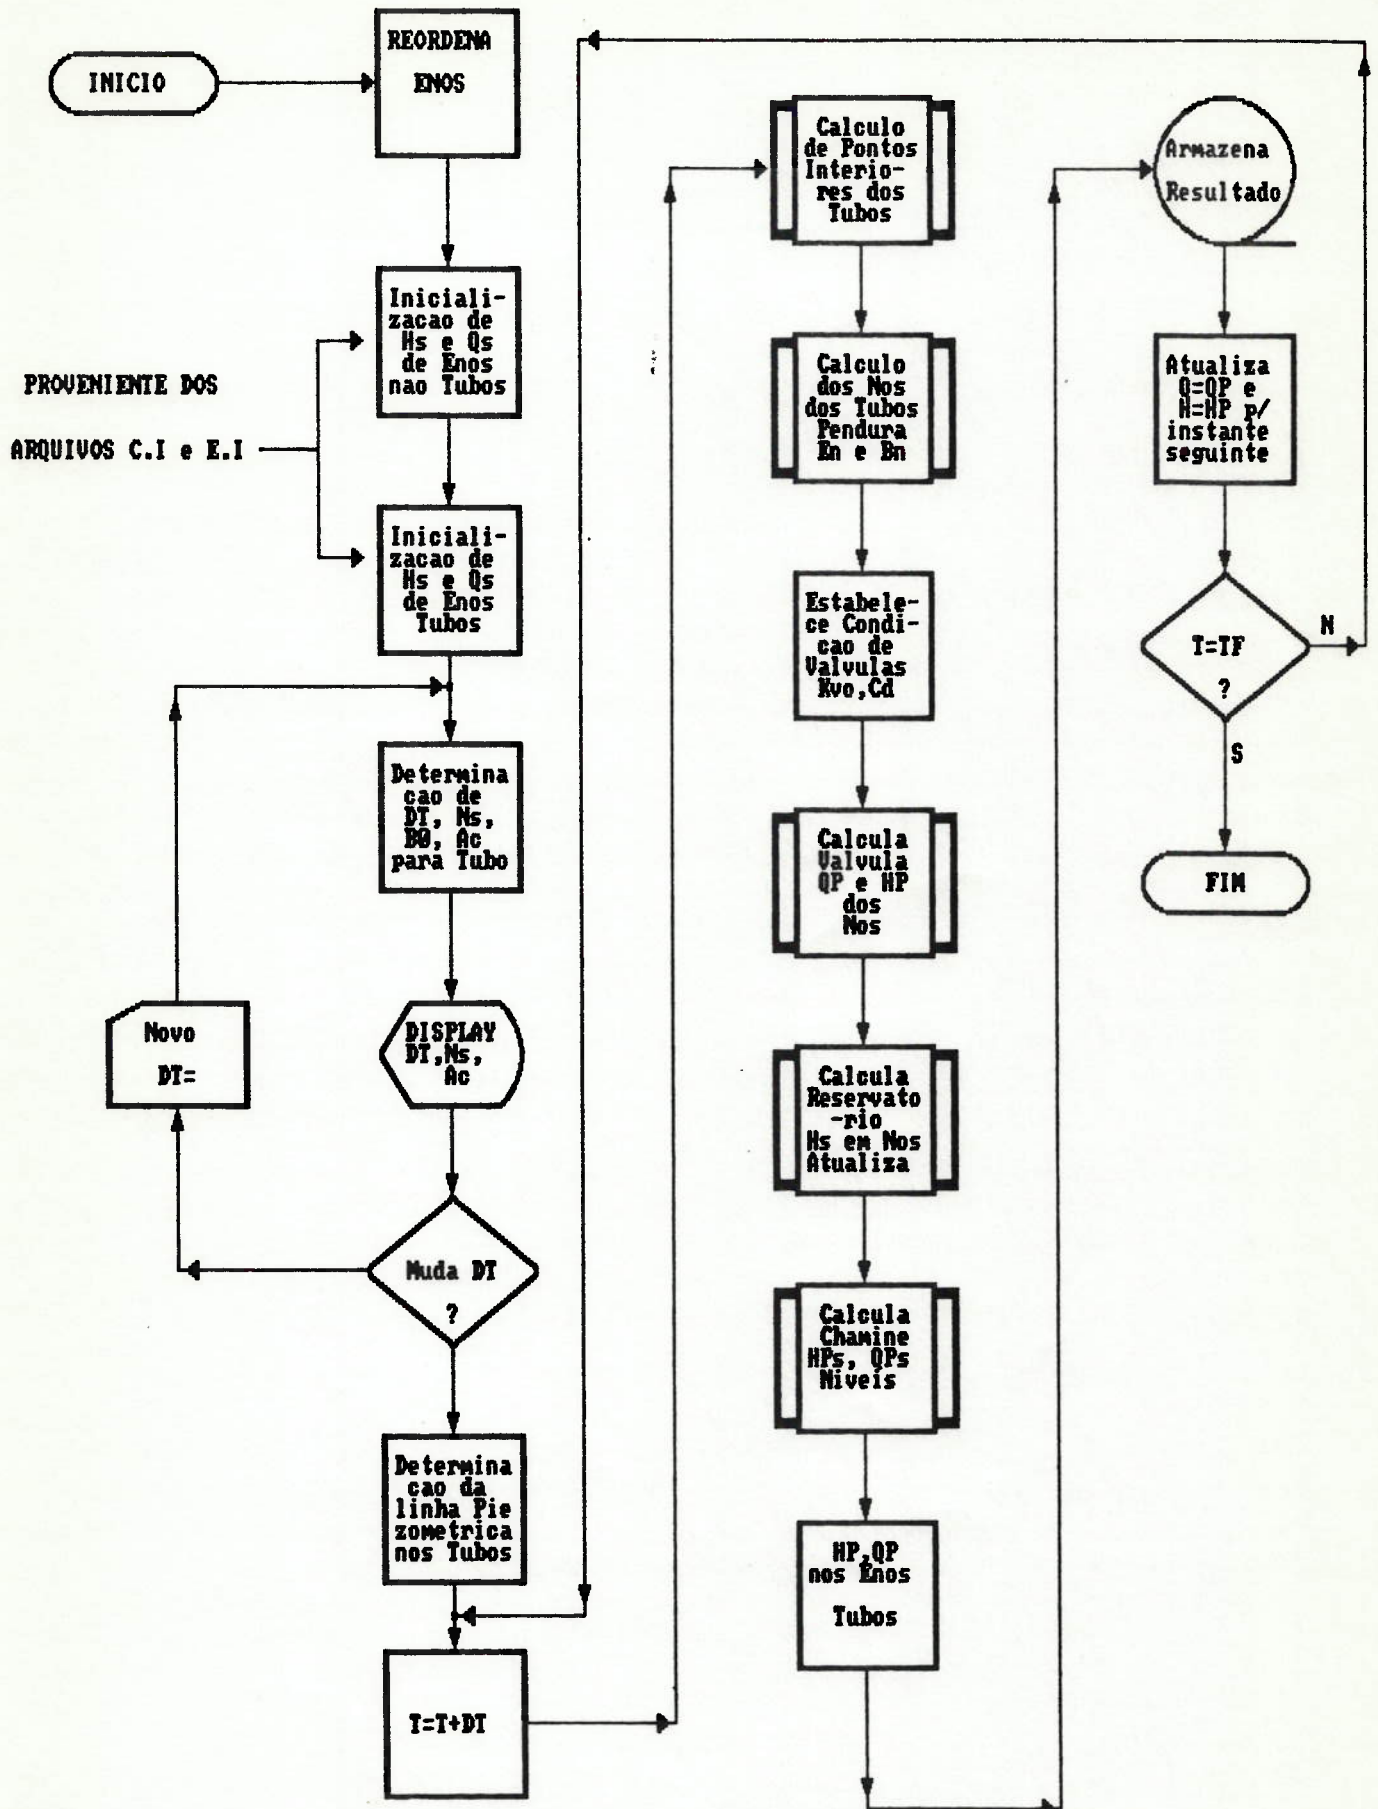 INICIO
REORDENA
ENOS
Iniciali-
zacao de
Hs e Qs
de Enos
nao Tubos
PROVENIENTE DOS
ARQUIVOS C.I e E.I
Iniciali-
zacao de
Hs e Qs
de Enos
Tubos
Determina
cao de
DT, Ns,
B0, Ac
para Tubo
DISPLAY
DT,Ns,
Ac
Novo
DT=
Muda DT
?
Determina
cao da
linha Pie
zometrica
nos Tubos
T=T+DT
Calculo
de Pontos
Interio-
res dos
Tubos
Calculo
dos Nos
dos Tubos
Pendura
En e Bn
Estabele-
ce Condi-
cao de
Valvulas
Kvo,Cd
Calcula
Valvula
QP e HP
dos
Nos
Calcula
Reservato
-rio
Hs em Nos
Atualiza
Calcula
Chamine
HPs, QPs
Niveis
HP,QP
nos Enos
Tubos
Armazena
Resultado
Atualiza
Q=QP e
H=HP p/
instante
seguinte
T=TF
?
N
S
FIM